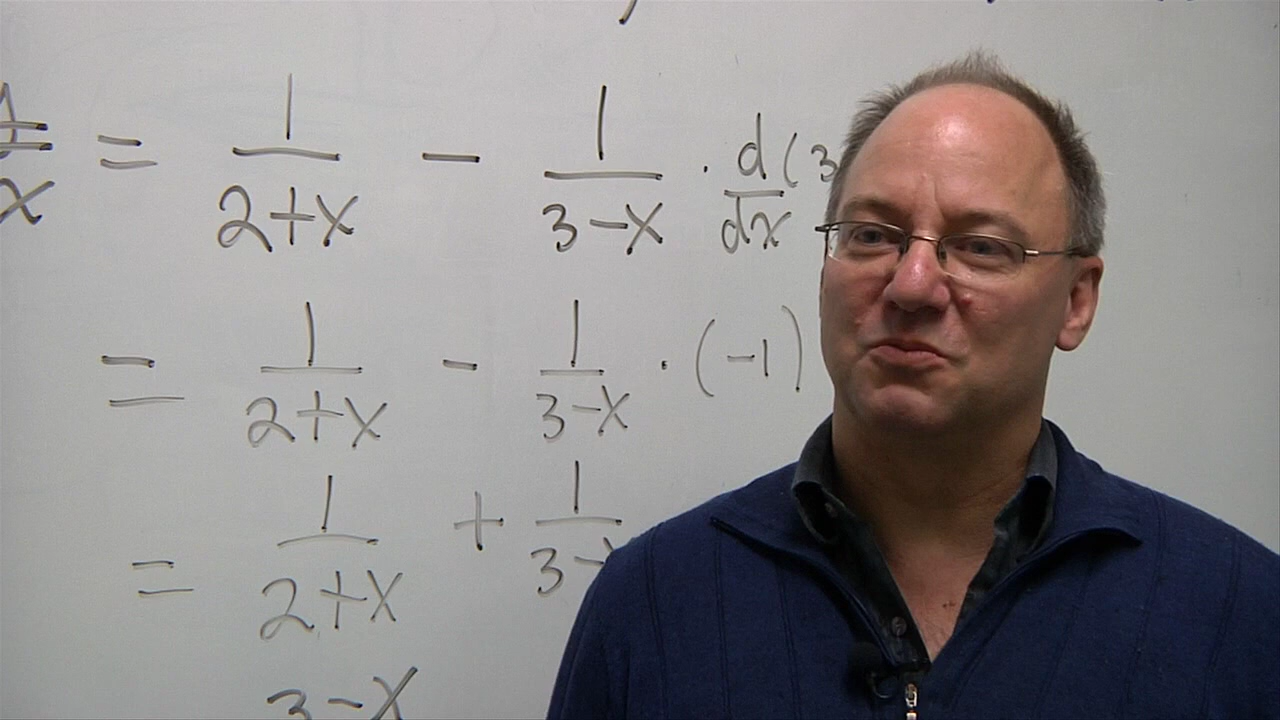 x = 1/(2+x) - 1/(3-x) · d/dx (3
= 1/(2+x) - 1/(3-x) · (-1)
= 1/(2+x) + 1/(3-
3-x